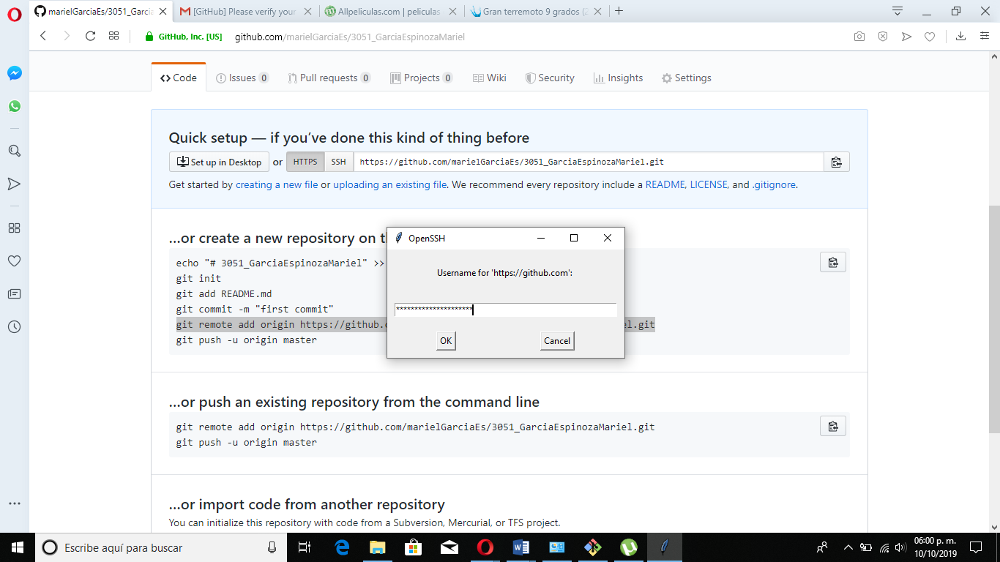 marielGarciaEs/3051_Garcia
[GitHub] Please verify your
Allpeliculas.com | peliculas
Gran terremoto 9 grados (2
GitHub, Inc. [US]
github.com/marielGarciaEs/3051_GarciaEspinozaMariel
Code
Issues 0
Pull requests 0
Projects 0
Wiki
Security
Insights
Settings
Quick setup — if you’ve done this kind of thing before
Set up in Desktop or HTTPS SSH https://github.com/marielGarciaEs/3051_GarciaEspinozaMariel.git
Get started by creating a new file or uploading an existing file. We recommend every repository include a README, LICENSE, and .gitignore.
…or create a new repository on t
echo "# 3051_GarciaEspinozaMariel" >>
git init
git add README.md
git commit -m "first commit"
git remote add origin https://github. el.git
git push -u origin master
OpenSSH
Username for 'https://github.com':
*********************
OK
Cancel
…or push an existing repository from the command line
git remote add origin https://github.com/marielGarciaEs/3051_GarciaEspinozaMariel.git
git push -u origin master
…or import code from another repository
You can initialize this repository with code from a Subversion, Mercurial, or TFS project.
Escribe aquí para buscar
06:00 p. m.
10/10/2019